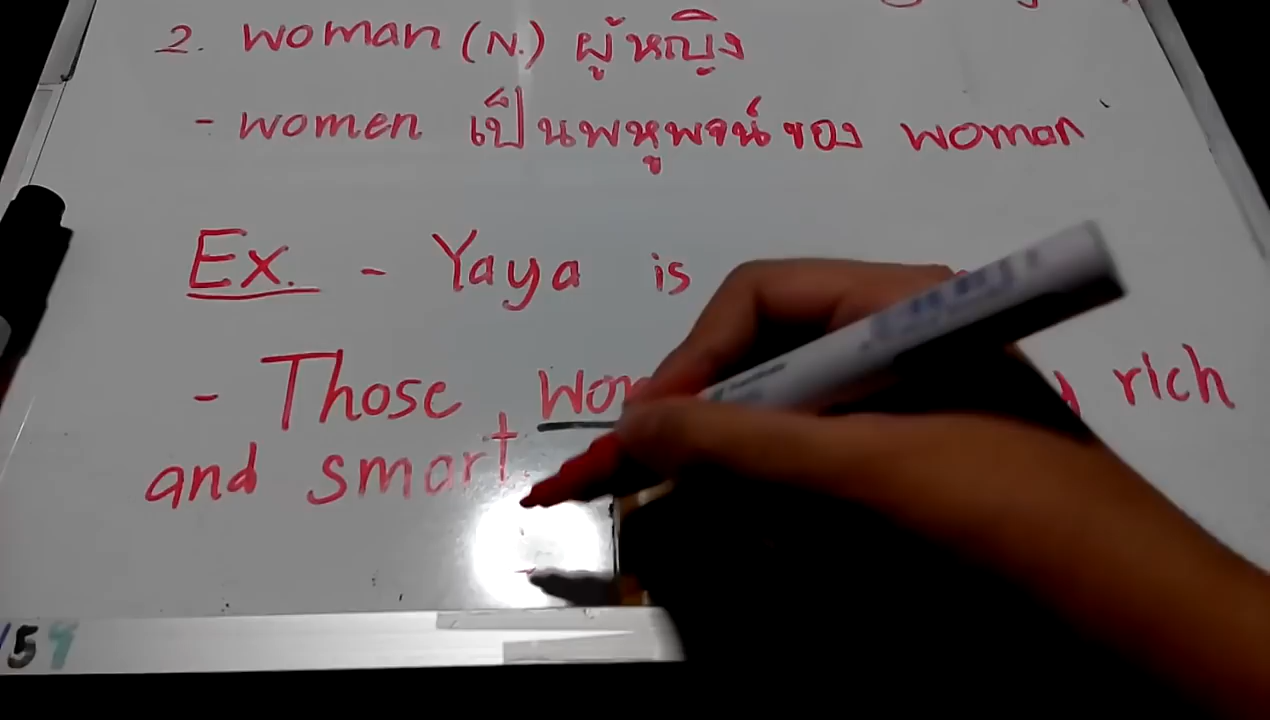 2. woman (N.) ผู้หญิง
- women เป็นพหูพจน์ของ woman
Ex. - Yaya is
- Those rich
and smart.
54